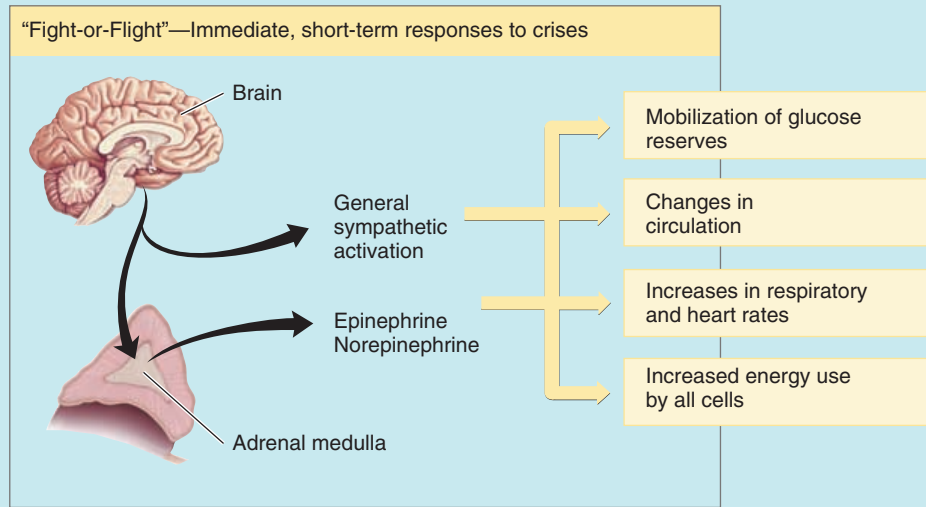 “Fight-or-Flight”—Immediate, short-term responses to crises
Brain
General
sympathetic
activation
Epinephrine
Norepinephrine
Adrenal medulla
Mobilization of glucose
reserves
Changes in
circulation
Increases in respiratory
and heart rates
Increased energy use
by all cells